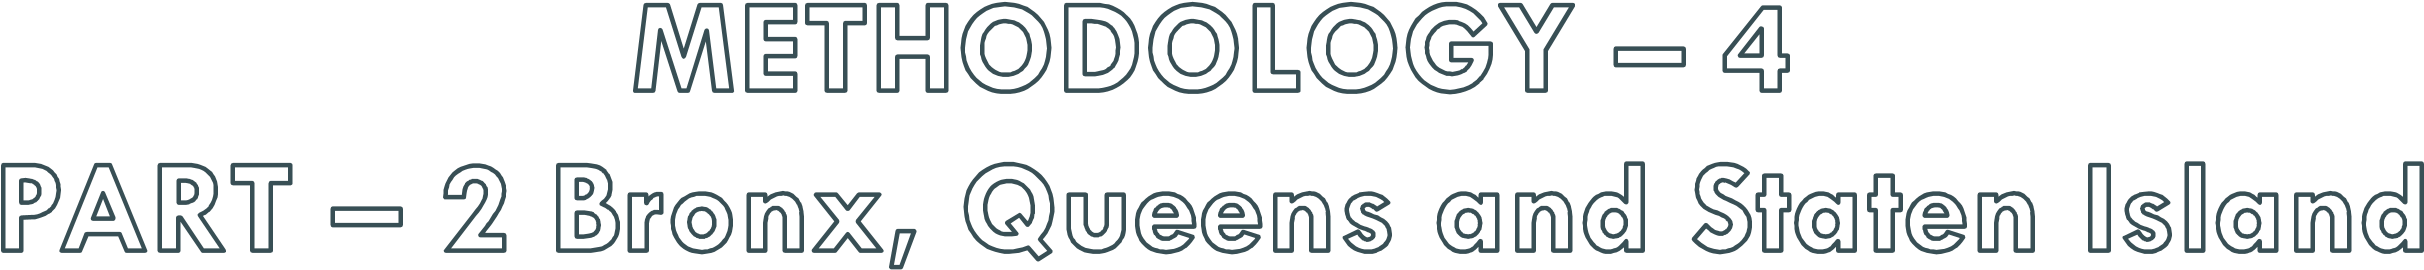 METHODOLOGY – 4
PART – 2 Bronx, Queens and Staten Island